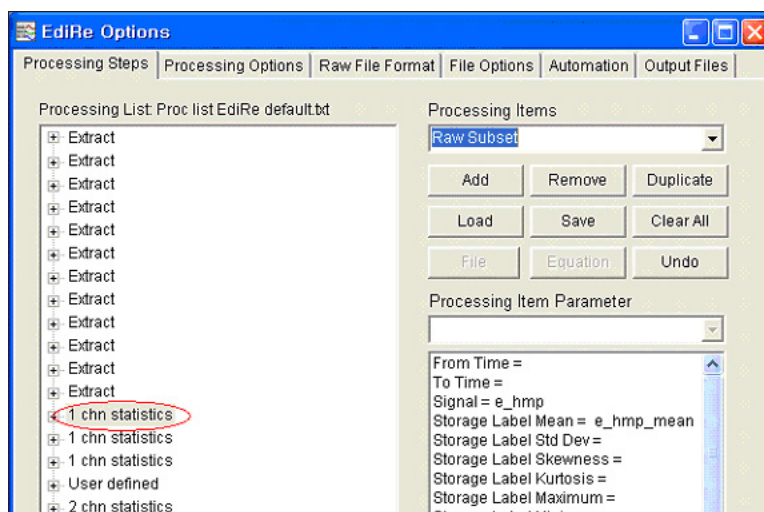 EdiRe Options
Processing Steps Processing Options Raw File Format File Options Automation Output Files
Processing List: Proc list EdiRe default.txt
Extract
Extract
Extract
Extract
Extract
Extract
Extract
Extract
Extract
Extract
Extract
Extract
1 chn statistics
1 chn statistics
1 chn statistics
User defined
2 chn statistics
Processing Items
Raw Subset
Add Remove Duplicate
Load Save Clear All
File Equation Undo
Processing Item Parameter
From Time =
To Time =
Signal = e_hmp
Storage Label Mean = e_hmp_mean
Storage Label Std Dev =
Storage Label Skewness =
Storage Label Kurtosis =
Storage Label Maximum =